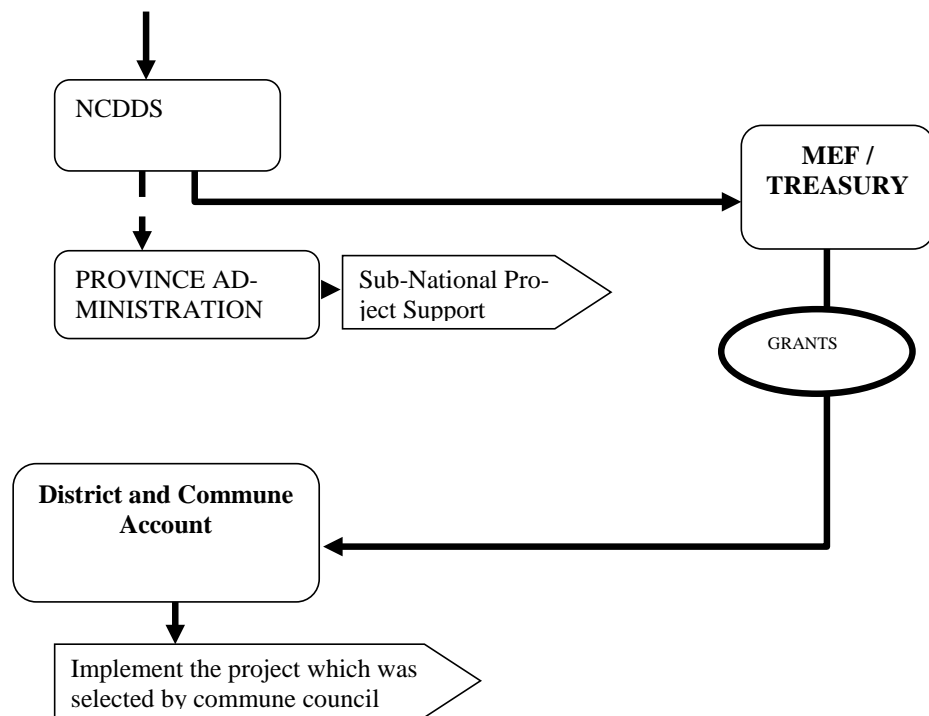 NCDDS
MEF /
TREASURY
PROVINCE AD-
MINISTRATION
Sub-National Pro-
ject Support
GRANTS
District and Commune
Account
Implement the project which was
selected by commune council